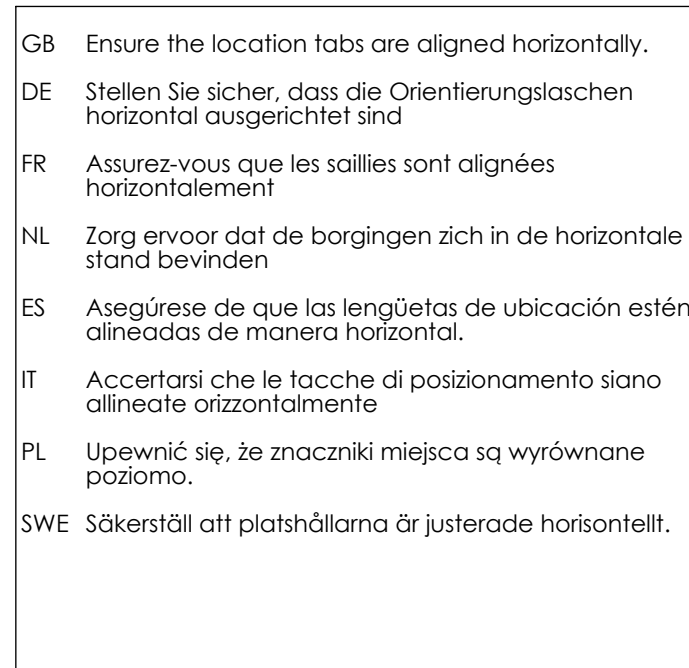 GB Ensure the location tabs are aligned horizontally.
DE Stellen Sie sicher, dass die Orientierungslaschen
horizontal ausgerichtet sind
FR Assurez-vous que les saillies sont alignées
horizontalement
NL Zorg ervoor dat de borgingen zich in de horizontale
stand bevinden
ES Asegúrese de que las lengüetas de ubicación estén
alineadas de manera horizontal.
IT Accertarsi che le tacche di posizionamento siano
allineate orizzontalmente
PL Upewnić się, że znaczniki miejsca są wyrównane
poziomo.
SWE Säkerställ att platshållarna är justerade horisontellt.